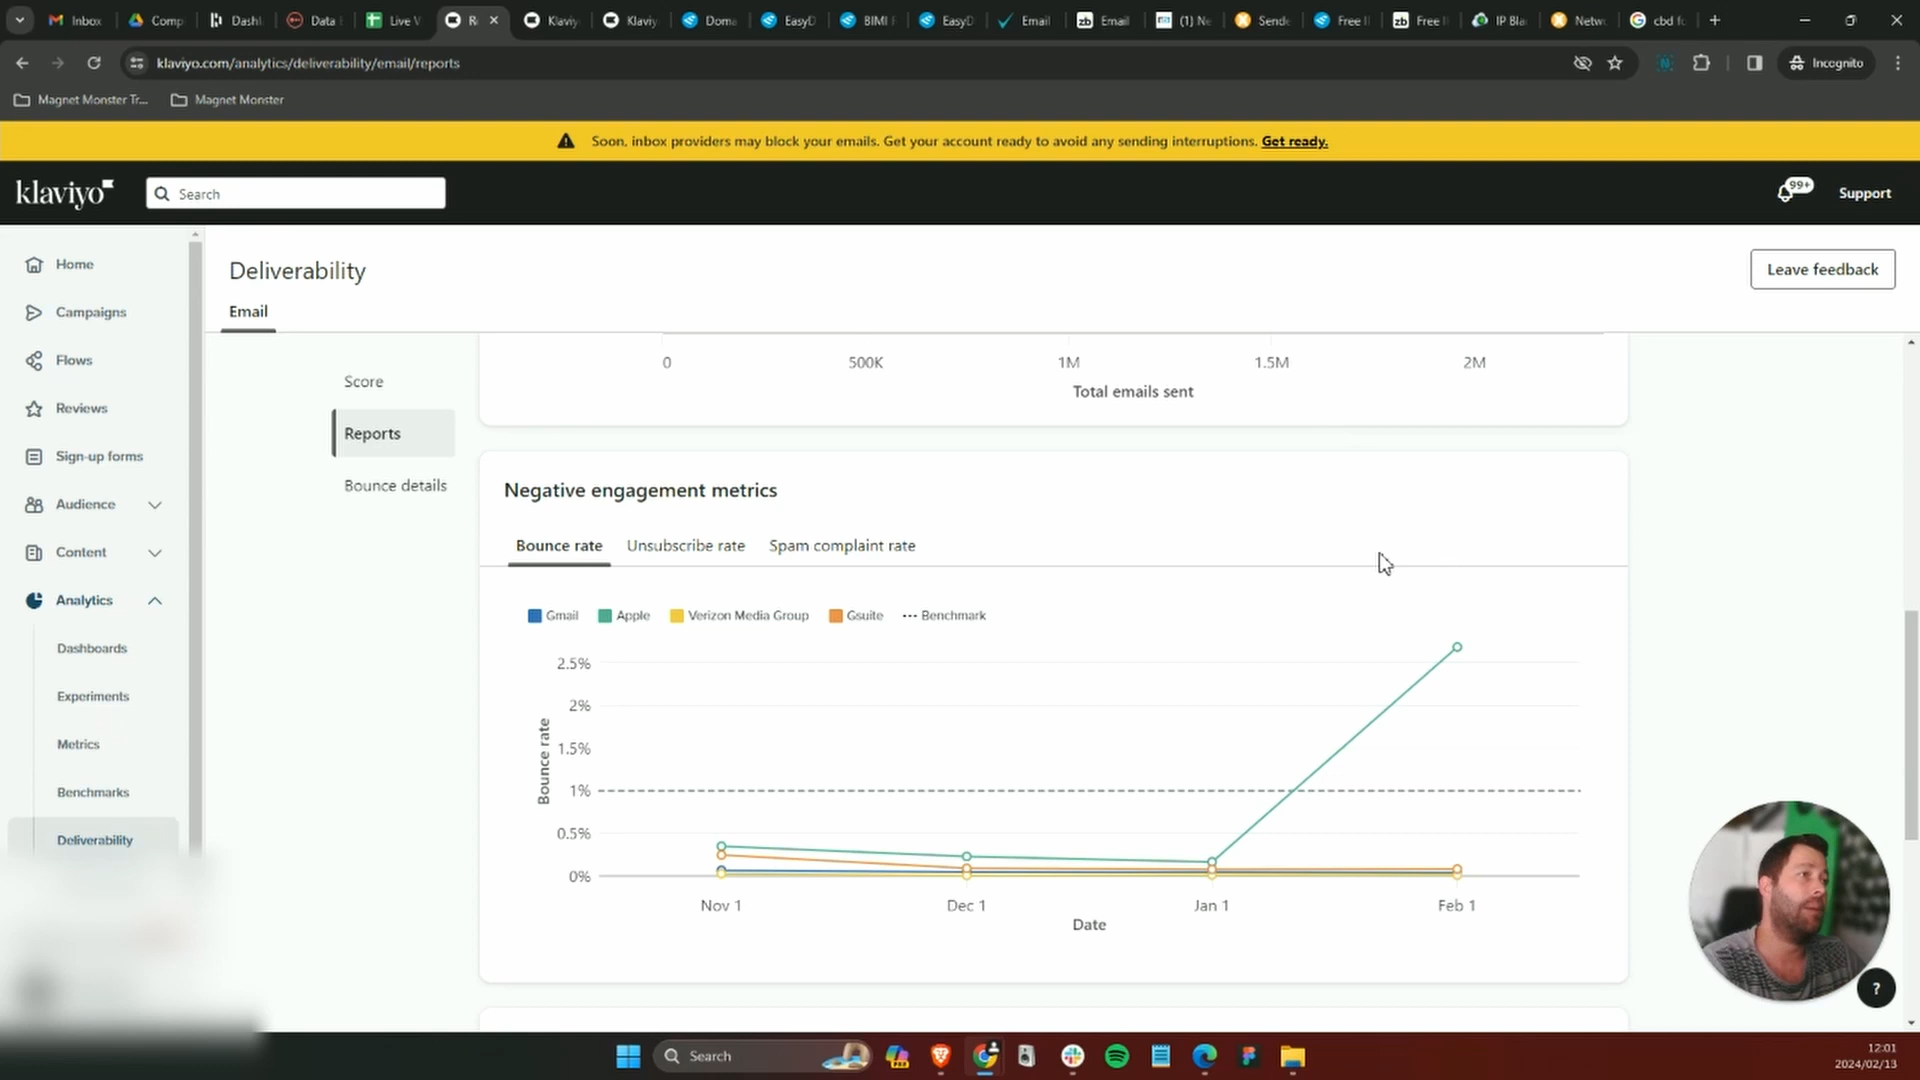 Inbox
Comp
Dashl
Data
Live V
R
Klaviy
Klaviy
Doma
EasyD
BIMI
EasyD
Email
Email
(1) Ne
Sende
Free
Free
IP Bla
Netw
cbd fo
klaviyo.com/analytics/deliverability/email/reports
Incognito
Magnet Monster Tr...
Magnet Monster
Soon, inbox providers may block your emails. Get your account ready to avoid any sending interruptions. Get ready.
klaviyo
Search
99+
Support
Home
Campaigns
Flows
Reviews
Sign-up forms
Audience
Content
Analytics
Dashboards
Experiments
Metrics
Benchmarks
Deliverability
Deliverability
Leave feedback
Email
Score
Reports
Bounce details
0 500K 1M 1.5M 2M
Total emails sent
Negative engagement metrics
Bounce rate Unsubscribe rate Spam complaint rate
Gmail Apple Verizon Media Group Gsuite Benchmark
2.5%
2%
1.5%
1%
0.5%
0%
Bounce rate
Nov 1 Dec 1 Jan 1 Feb 1
Date
?
Search
12:01
2024/02/13